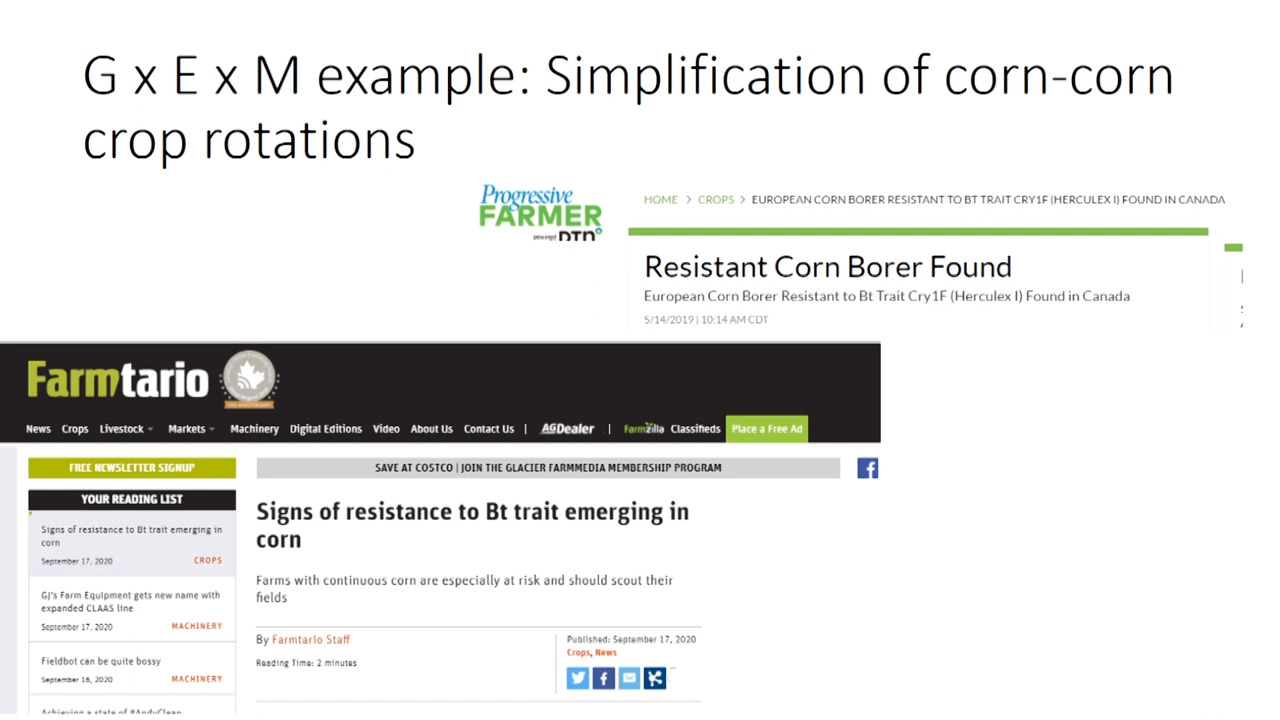 G x E x M example: Simplification of corn-corn
crop rotations
Progressive
FARMER
powered by DTN
HOME > CROPS > EUROPEAN CORN BORER RESISTANT TO BT TRAIT CRY1F (HERCULEX I) FOUND IN CANADA
Resistant Corn Borer Found
European Corn Borer Resistant to Bt Trait Cry1F (Herculex I) Found in Canada
5/14/2019 | 10:14 AM CDT
Farmtario
News Crops Livestock Markets Machinery Digital Editions Video About Us Contact Us | AGDealer | Farmzilla Classifieds Place a Free Ad
FREE NEWSLETTER SIGNUP
SAVE AT COSTCO | JOIN THE GLACIER FARMMEDIA MEMBERSHIP PROGRAM
YOUR READING LIST
Signs of resistance to Bt trait emerging in
corn
September 17, 2020 CROPS
GJ's Farm Equipment gets new name with
expanded CLAAS line
September 17, 2020 MACHINERY
Fieldbot can be quite bossy
September 16, 2020 MACHINERY
Achieving a state of #AndyClean
Signs of resistance to Bt trait emerging in
corn
Farms with continuous corn are especially at risk and should scout their
fields
By Farmtario Staff
Reading Time: 2 minutes
Published: September 17, 2020
Crops, News